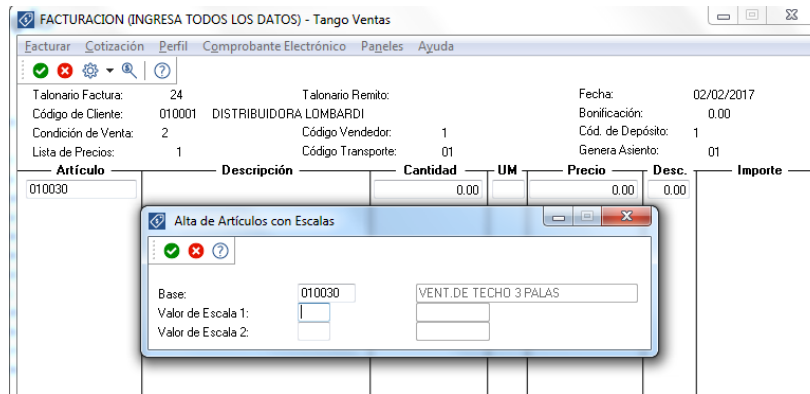 FACTURACION (INGRESA TODOS LOS DATOS) - Tango Ventas
Facturar Cotización Perfil Comprobante Electrónico Paneles Ayuda
Talonario Factura: 24 Talonario Remito: Fecha: 02/02/2017
Código de Cliente: 010001 DISTRIBUIDORA LOMBARDI Bonificación: 0.00
Condición de Venta: 2 Código Vendedor: 1 Cód. de Depósito: 1
Lista de Precios: 1 Código Transporte: 01 Genera Asiento: 01
Artículo Descripción Cantidad UM Precio Desc. Importe
010030 0.00 0.00 0.00
Alta de Artículos con Escalas
Base: 010030 VENT.DE TECHO 3 PALAS
Valor de Escala 1:
Valor de Escala 2: